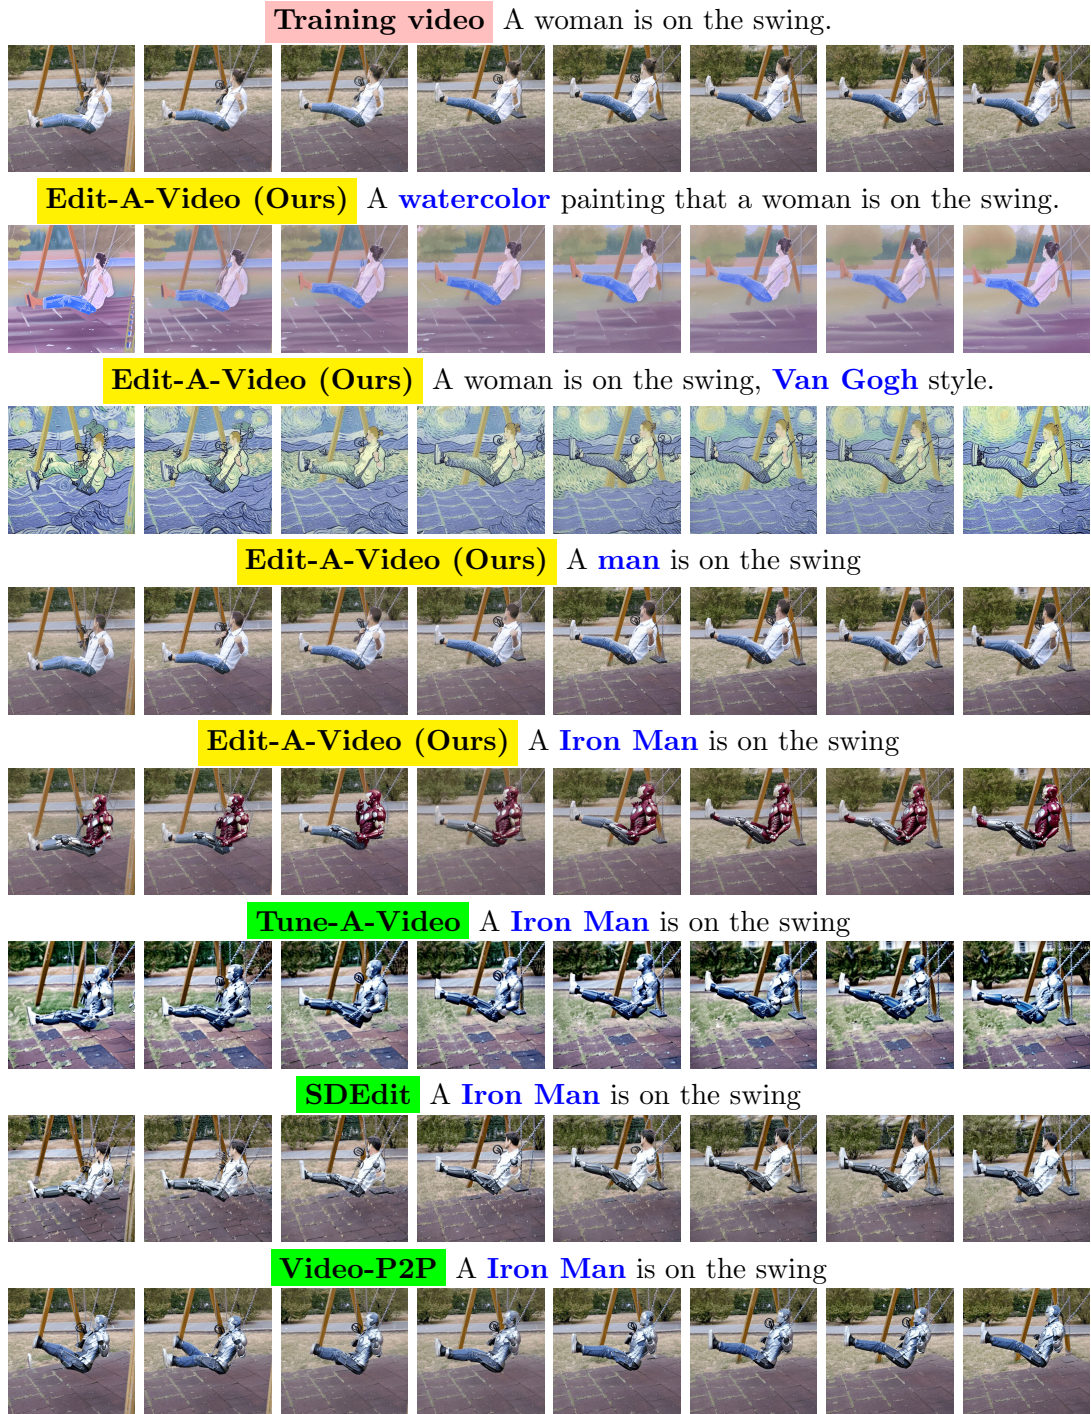 Training video A woman is on the swing.
Edit-A-Video (Ours) A watercolor painting that a woman is on the swing.
Edit-A-Video (Ours) A woman is on the swing, Van Gogh style.
Edit-A-Video (Ours) A man is on the swing
Edit-A-Video (Ours) A Iron Man is on the swing
Tune-A-Video A Iron Man is on the swing
SDEdit A Iron Man is on the swing
Video-P2P A Iron Man is on the swing